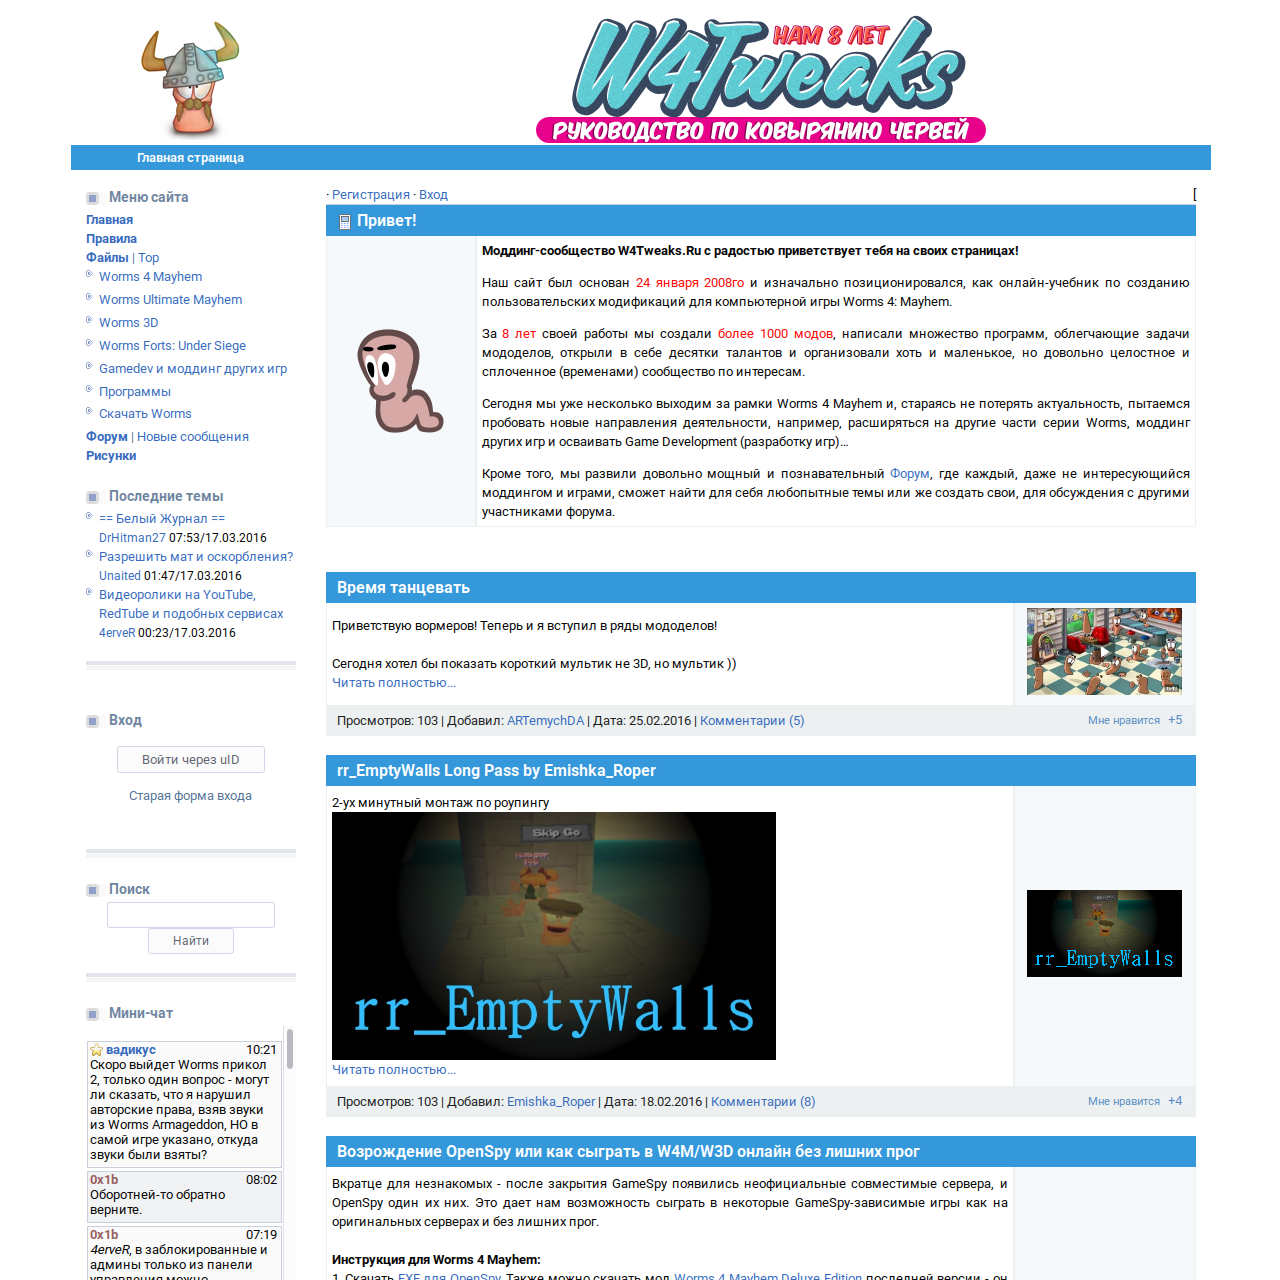 НАМ 8 ЛЕТ
W4Tweaks
РУКОВОДСТВО ПО КОВЫРЯНИЮ ЧЕРВЕЙ
Главная страница
Меню сайта
Главная
Правила
Файлы | Top
Worms 4 Mayhem
Worms Ultimate Mayhem
Worms 3D
Worms Forts: Under Siege
Gamedev и моддинг других игр
Программы
Скачать Worms
Форум | Новые сообщения
Рисунки
Последние темы
== Белый Журнал ==
DrHitman27 07:53/17.03.2016
Разрешить мат и оскорбления?
Unaited 01:47/17.03.2016
Видеоролики на YouTube,
RedTube и подобных сервисах
4erveR 00:23/17.03.2016
Вход
Войти через uID
Старая форма входа
Поиск
Найти
Мини-чат
вадикус 10:21
Скоро выйдет Worms прикол
2, только один вопрос - могут
ли сказать, что я нарушил
авторские права, взяв звуки
из Worms Armageddon, НО в
самой игре указано, откуда
звуки были взяты?
0x1b 08:02
Оборотней-то обратно
верните.
0x1b 07:19
4erveR, в заблокированные и
админы только из панели
управления можно
· Регистрация · Вход [
Привет!
Моддинг-сообщество W4Tweaks.Ru с радостью приветствует тебя на своих страницах!
Наш сайт был основан 24 января 2008го и изначально позиционировался, как онлайн-учебник по созданию
пользовательских модификаций для компьютерной игры Worms 4: Mayhem.
За 8 лет своей работы мы создали более 1000 модов, написали множество программ, облегчающие задачи
мододелов, открыли в себе десятки талантов и организовали хоть и маленькое, но довольно целостное и
сплоченное (временами) сообщество по интересам.
Сегодня мы уже несколько выходим за рамки Worms 4 Mayhem и, стараясь не потерять актуальность, пытаемся
пробовать новые направления деятельности, например, расширяться на другие части серии Worms, моддинг
других игр и осваивать Game Development (разработку игр)...
Кроме того, мы развили довольно мощный и познавательный Форум, где каждый, даже не интересующийся
моддингом и играми, сможет найти для себя любопытные темы или же создать свои, для обсуждения с другими
участниками форума.
Время танцевать
Приветствую вормеров! Теперь и я вступил в ряды мододелов!
Сегодня хотел бы показать короткий мультик не 3D, но мультик ))
Читать полностью...
Просмотров: 103 | Добавил: ARTemychDA | Дата: 25.02.2016 | Комментарии (5)
Мне нравится +5
rr_EmptyWalls Long Pass by Emishka_Roper
2-ух минутный монтаж по роупингу
Skip Go
rr_EmptyWalls
rr_EmptyWalls
Читать полностью...
Просмотров: 103 | Добавил: Emishka_Roper | Дата: 18.02.2016 | Комментарии (8)
Мне нравится +4
Возрождение OpenSpy или как сыграть в W4M/W3D онлайн без лишних прог
Вкратце для незнакомых - после закрытия GameSpy появились неофициальные совместимые сервера, и
OpenSpy один их них. Это дает нам возможность сыграть в некоторые GameSpy-зависимые игры как на
оригинальных серверах и без лишних прог.
Инструкция для Worms 4 Mayhem:
1. Скачать EXE для OpenSpy. Также можно скачать мод Worms 4 Mayhem Deluxe Edition последней версии - он